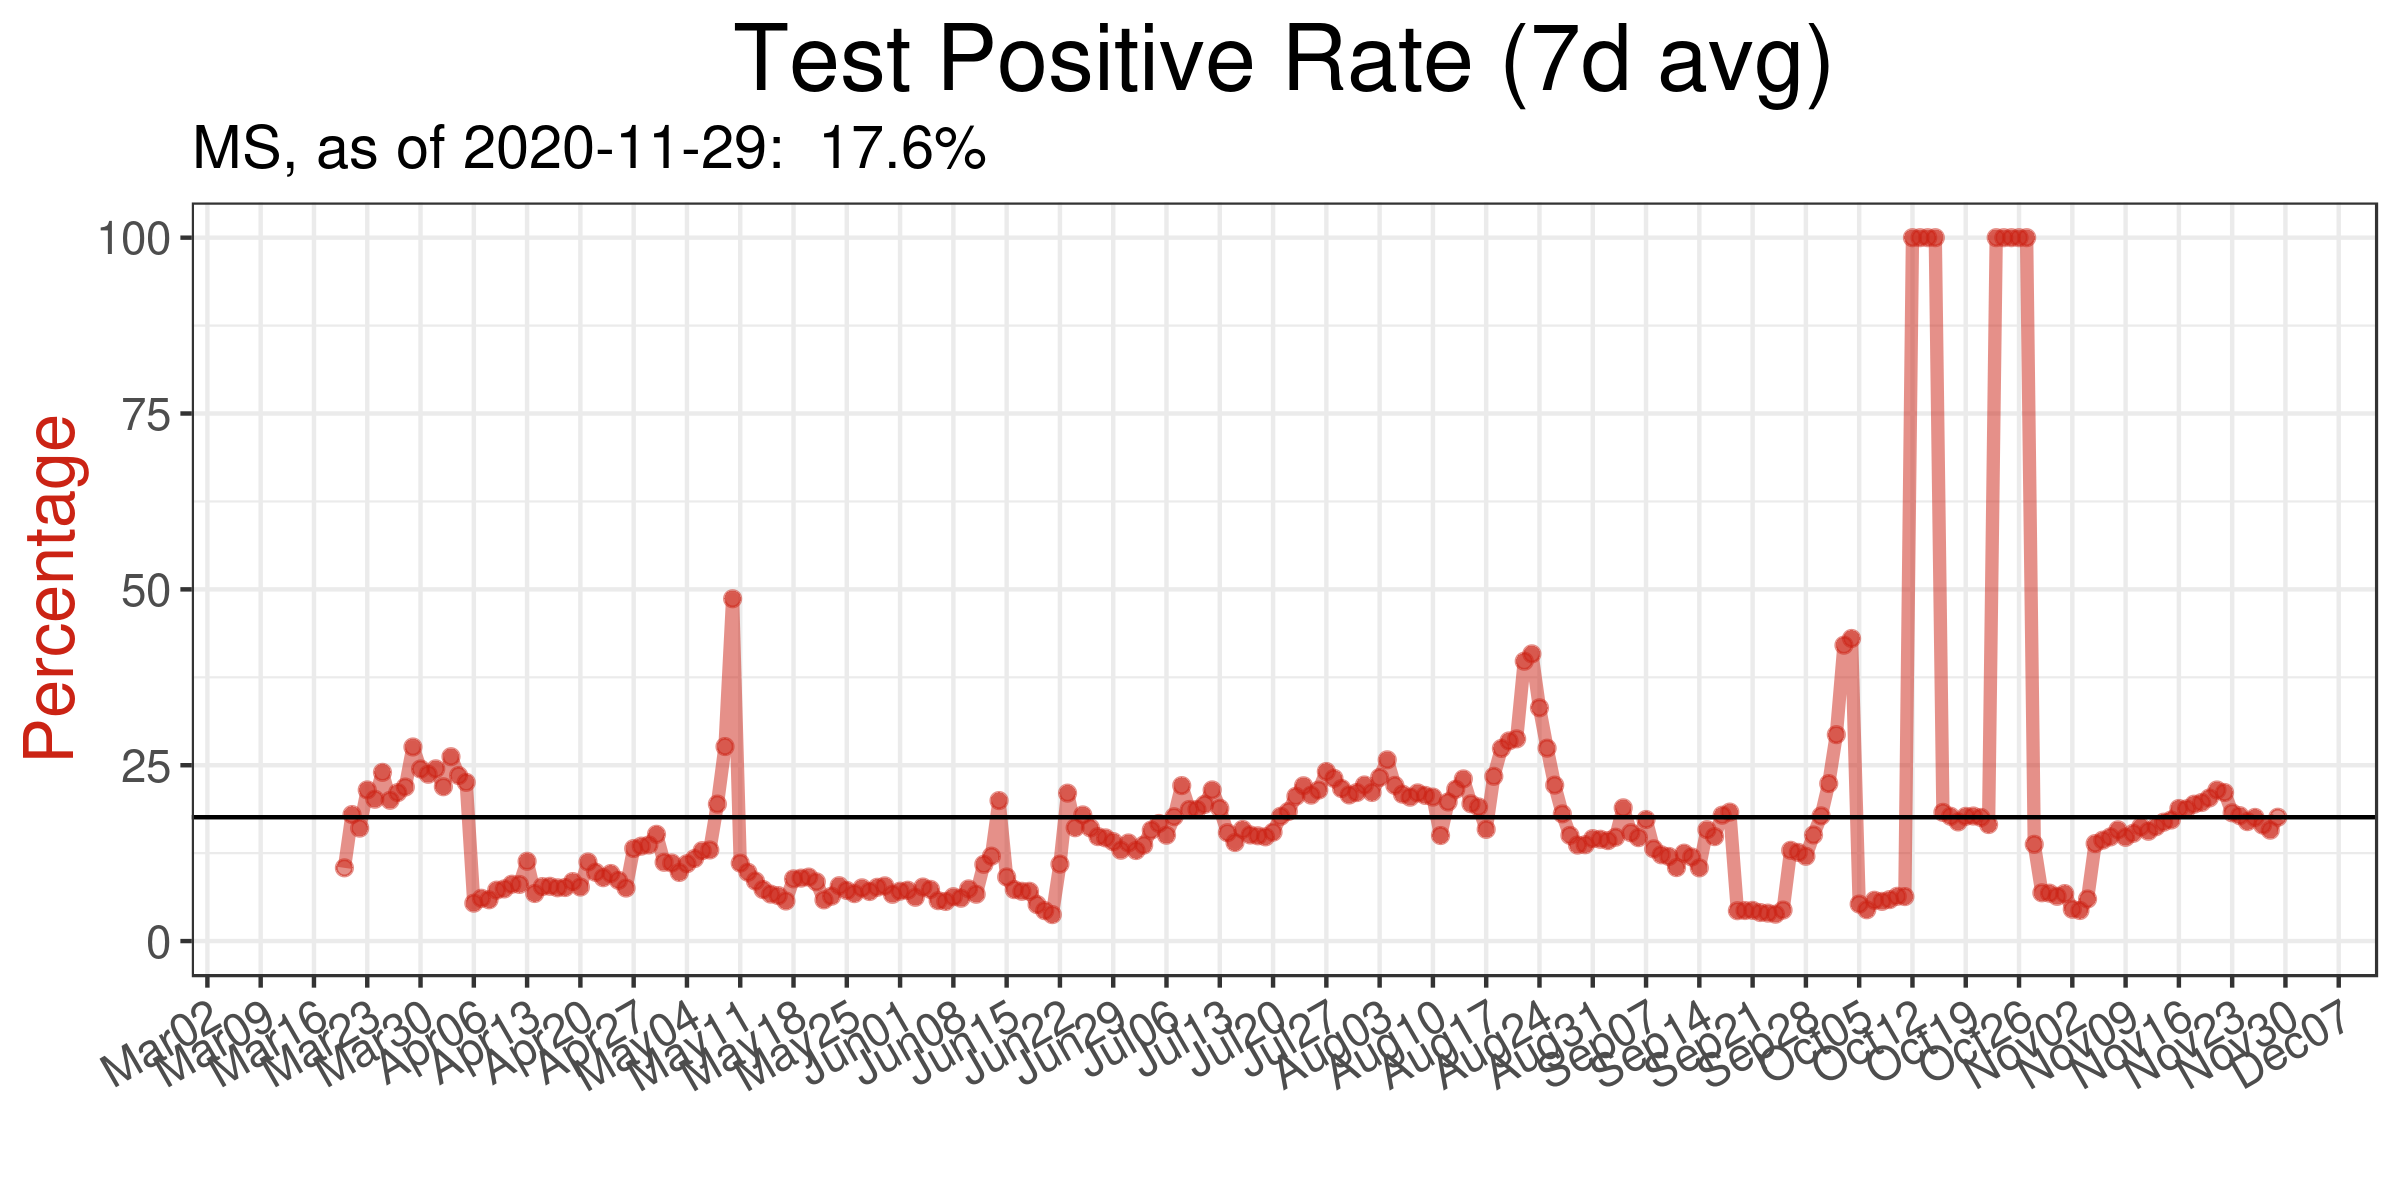 Test Positive Rate (7d avg)
MS, as of 2020-11-29:  17.6%
Percentage
100
75
50
25
0
Mar02
Mar09
Mar16
Mar23
Mar30
Apr06
Apr13
Apr20
Apr27
May04
May11
May18
May25
Jun01
Jun08
Jun15
Jun22
Jun29
Jul06
Jul13
Jul20
Jul27
Aug03
Aug10
Aug17
Aug24
Aug31
Sep07
Sep14
Sep21
Sep28
Oct05
Oct12
Oct19
Oct26
Nov02
Nov09
Nov16
Nov23
Nov30
Dec07